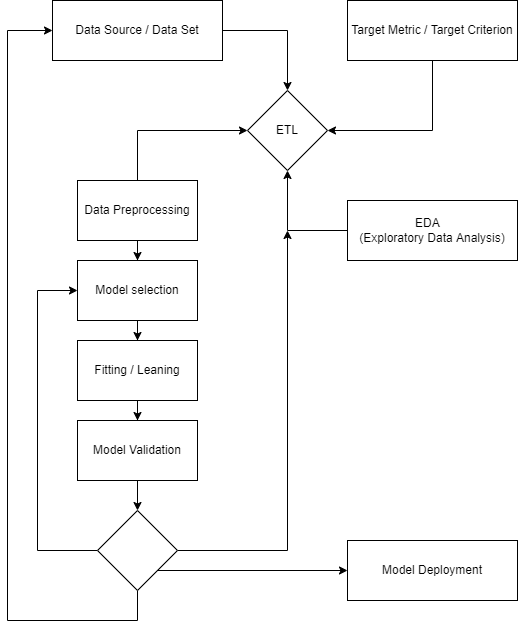 Data Source / Data Set
Target Metric / Target Criterion
ETL
Data Preprocessing
EDA
(Exploratory Data Analysis)
Model selection
Fitting / Leaning
Model Validation
Model Deployment